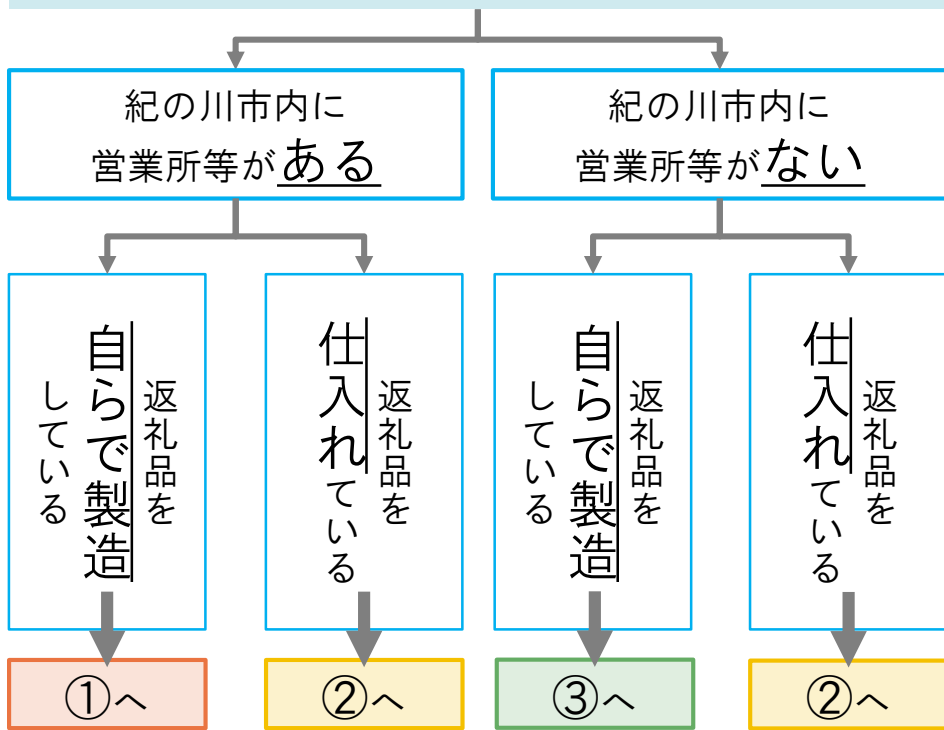 紀の川市内に
営業所等がある
紀の川市内に
営業所等がない
返礼品を
自らで製造
している
返礼品を
仕入れている
返礼品を
自らで製造
している
返礼品を
仕入れている
①へ
②へ
③へ
②へ